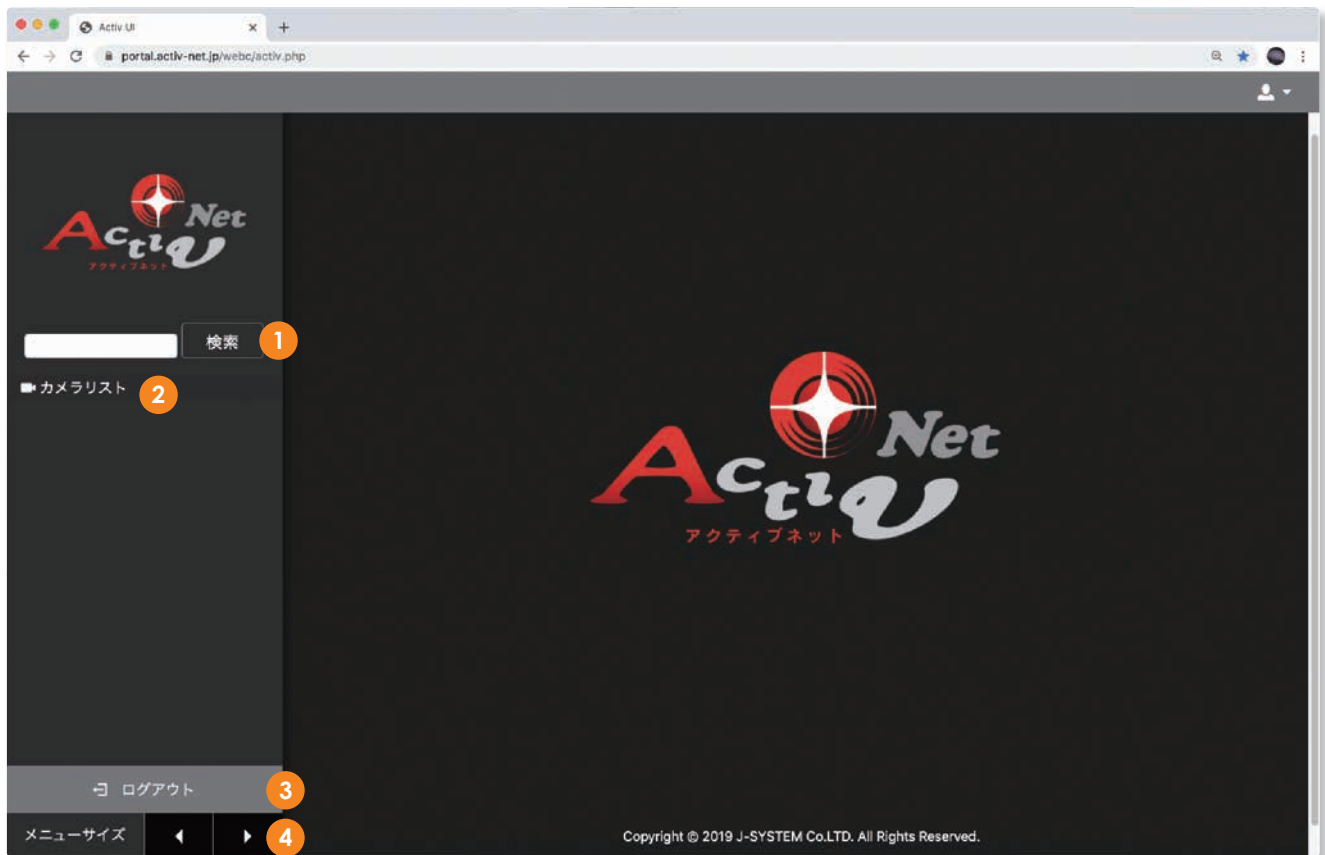 Activ UI
portal.activ-net.jp/webc/activ.php
Activ Net
アクティブネット
検索
1
カメラリスト
2
Activ Net
アクティブネット
ログアウト
3
メニューサイズ
4
Copyright © 2019 J-SYSTEM Co.LTD. All Rights Reserved.